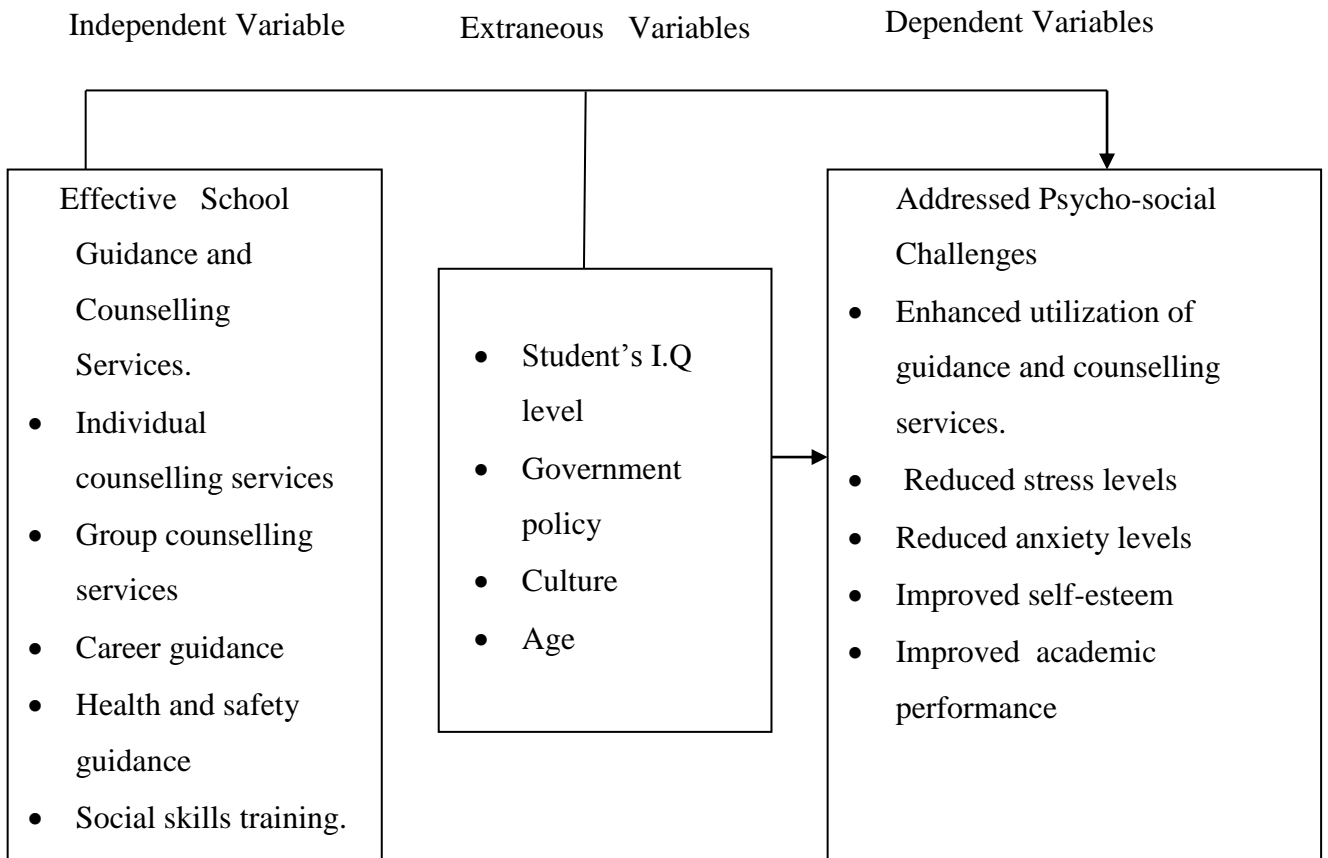 Independent Variable
Extraneous Variables
Dependent Variables
Effective School
Guidance and
Counselling
Services.
• Individual
counselling services
• Group counselling
services
• Career guidance
• Health and safety
guidance
• Social skills training.
• Student’s I.Q
level
• Government
policy
• Culture
• Age
Addressed Psycho-social
Challenges
• Enhanced utilization of
guidance and counselling
services.
• Reduced stress levels
• Reduced anxiety levels
• Improved self-esteem
• Improved academic
performance